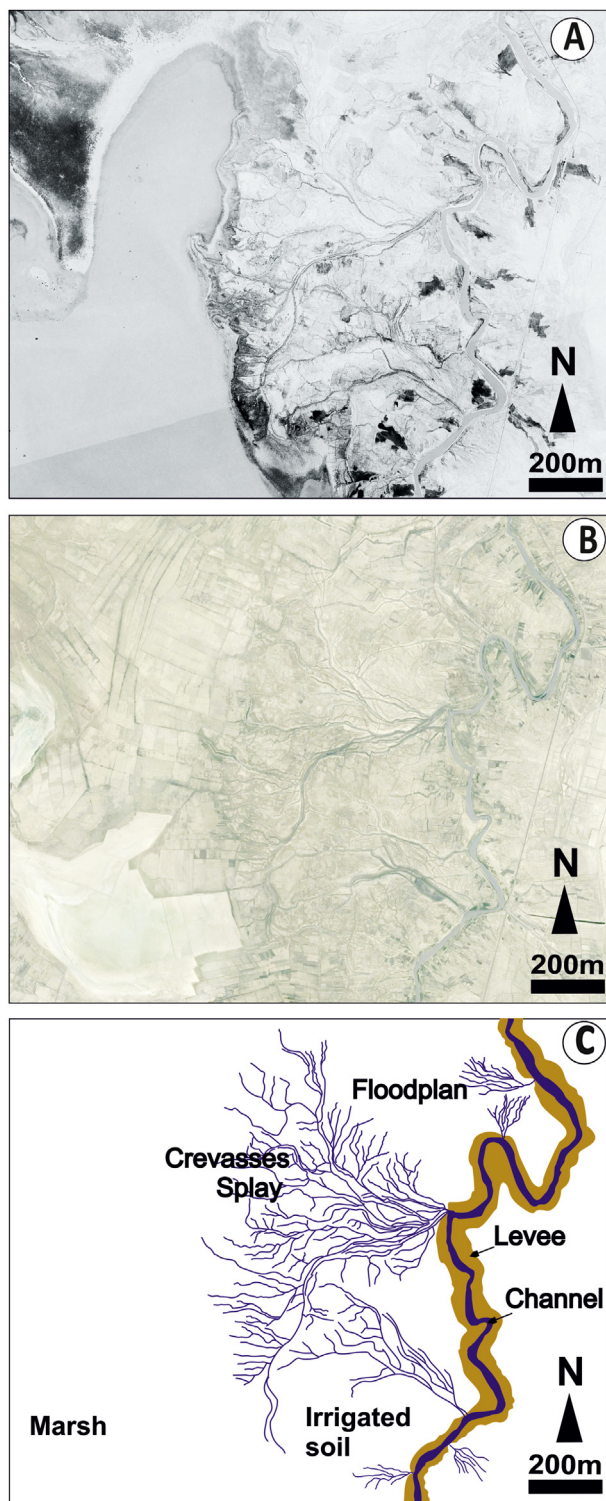 A
N
200m
B
N
200m
C
Floodplan
Crevasses
Splay
Levee
Channel
Irrigated
soil
Marsh
N
200m